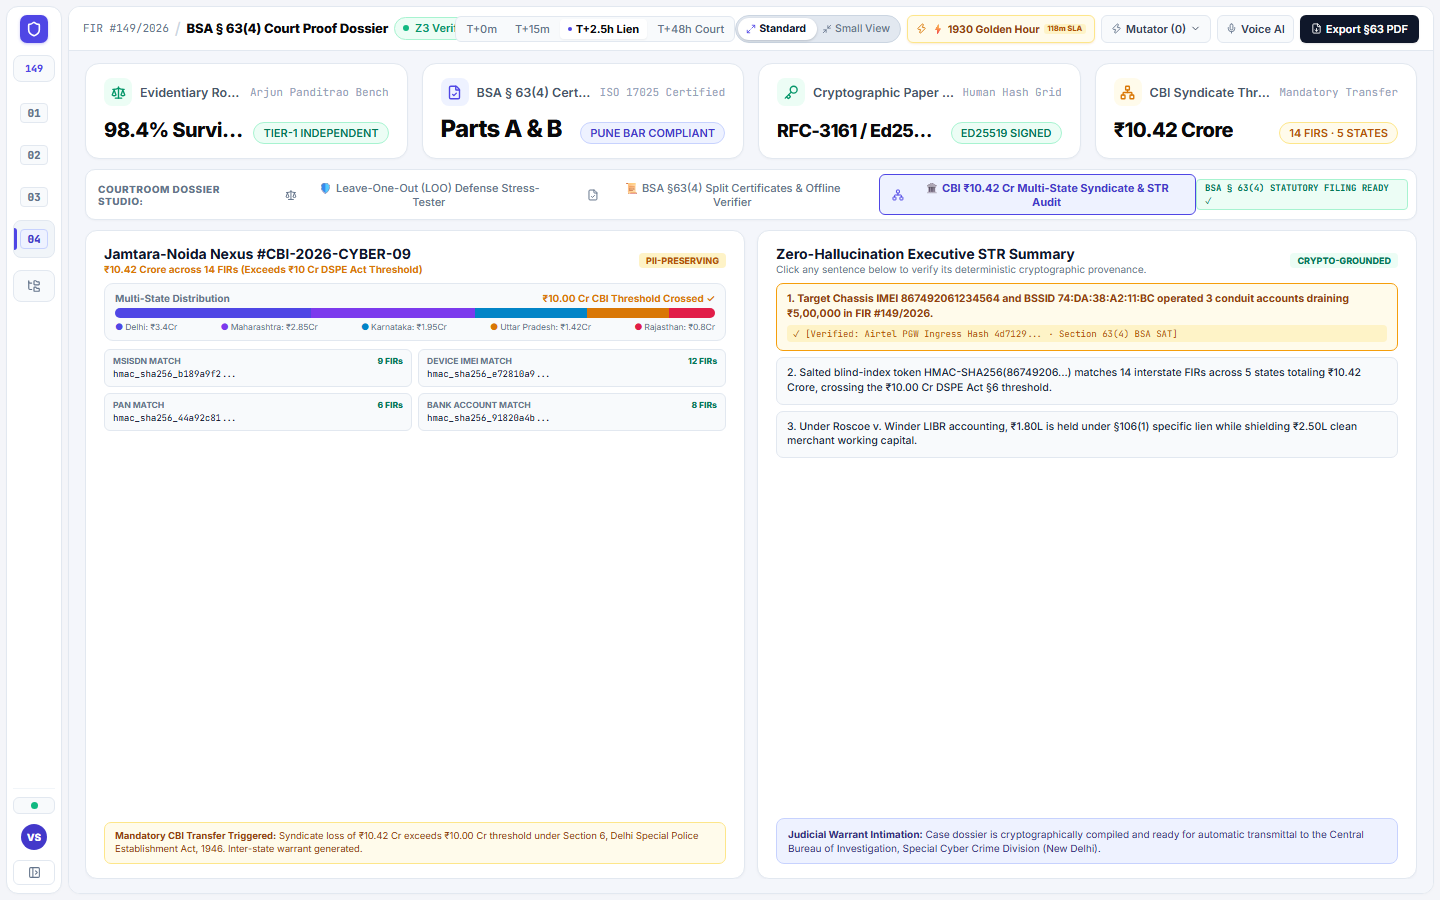 FIR #149/2026 / BSA § 63(4) Court Proof Dossier
Z3 Verif
T+0m T+15m T+2.5h Lien T+48h Court
Standard Small View
1930 Golden Hour 118m SLA
Mutator (0)
Voice AI
Export §63 PDF
149
01
02
03
04
VS
Evidentiary Ro... Arjun Panditrao Bench
98.4% Survi... TIER-1 INDEPENDENT
BSA § 63(4) Cert... ISO 17025 Certified
Parts A & B PUNE BAR COMPLIANT
Cryptographic Paper ... Human Hash Grid
RFC-3161 / Ed25... ED25519 SIGNED
CBI Syndicate Thr... Mandatory Transfer
₹10.42 Crore 14 FIRS · 5 STATES
COURTROOM DOSSIER
STUDIO:
Leave-One-Out (LOO) Defense Stress-
Tester
BSA §63(4) Split Certificates & Offline
Verifier
CBI ₹10.42 Cr Multi-State Syndicate & STR
Audit
BSA § 63(4) STATUTORY FILING READY
✓
Jamtara-Noida Nexus #CBI-2026-CYBER-09
₹10.42 Crore across 14 FIRs (Exceeds ₹10 Cr DSPE Act Threshold)
PII-PRESERVING
Multi-State Distribution ₹10.00 Cr CBI Threshold Crossed ✓
Delhi: ₹3.4Cr Maharashtra: ₹2.85Cr Karnataka: ₹1.95Cr Uttar Pradesh: ₹1.42Cr Rajasthan: ₹0.8Cr
MSISDN MATCH 9 FIRs
hmac_sha256_b189a9f2...
DEVICE IMEI MATCH 12 FIRs
hmac_sha256_e72810a9...
PAN MATCH 6 FIRs
hmac_sha256_44a92c81...
BANK ACCOUNT MATCH 8 FIRs
hmac_sha256_91820a4b...
Mandatory CBI Transfer Triggered: Syndicate loss of ₹10.42 Cr exceeds ₹10.00 Cr threshold under Section 6, Delhi Special Police
Establishment Act, 1946. Inter-state warrant generated.
Zero-Hallucination Executive STR Summary
Click any sentence below to verify its deterministic cryptographic provenance.
CRYPTO-GROUNDED
1. Target Chassis IMEI 867492061234564 and BSSID 74:DA:38:A2:11:BC operated 3 conduit accounts draining
₹5,00,000 in FIR #149/2026.
✓ [Verified: Airtel PGW Ingress Hash 4d7129... - Section 63(4) BSA SAT]
2. Salted blind-index token HMAC-SHA256(86749206...) matches 14 interstate FIRs across 5 states totaling ₹10.42
Crore, crossing the ₹10.00 Cr DSPE Act §6 threshold.
3. Under Roscoe v. Winder LIBR accounting, ₹1.80L is held under §106(1) specific lien while shielding ₹2.50L clean
merchant working capital.
Judicial Warrant Intimation: Case dossier is cryptographically compiled and ready for automatic transmittal to the Central
Bureau of Investigation, Special Cyber Crime Division (New Delhi).